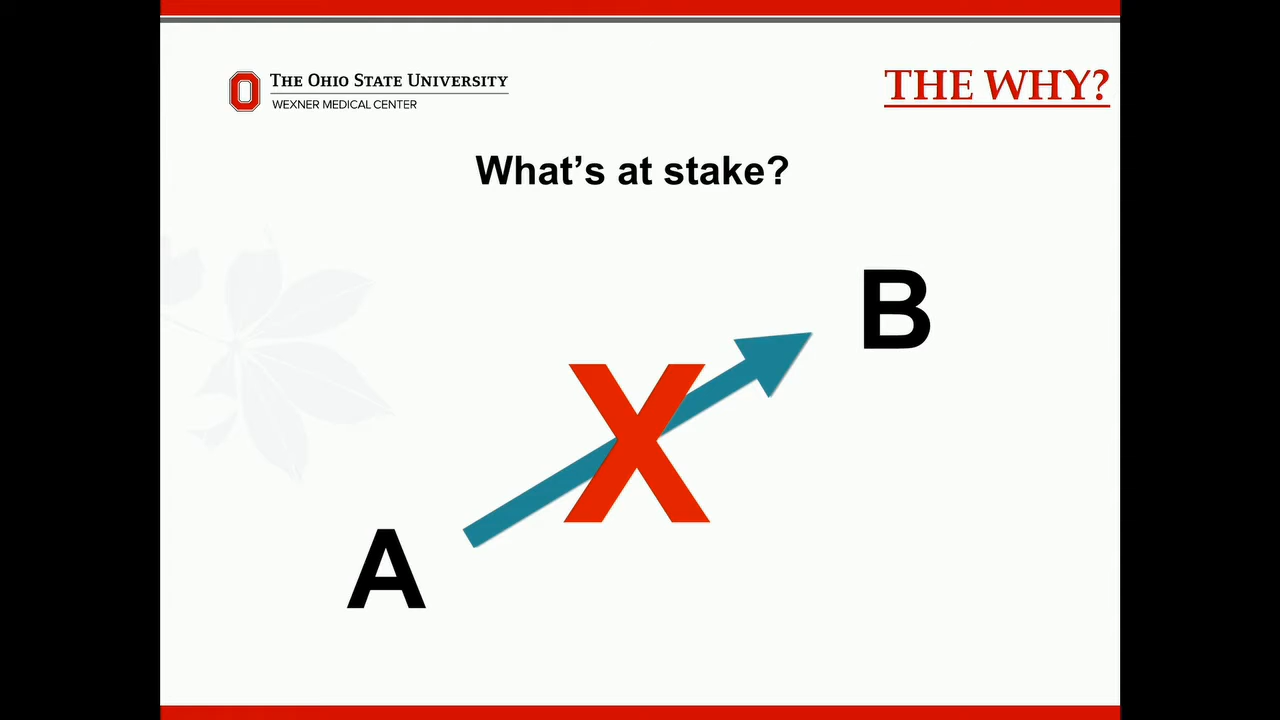 THE OHIO STATE UNIVERSITY
WEXNER MEDICAL CENTER
THE WHY?
What's at stake?
B
X
A